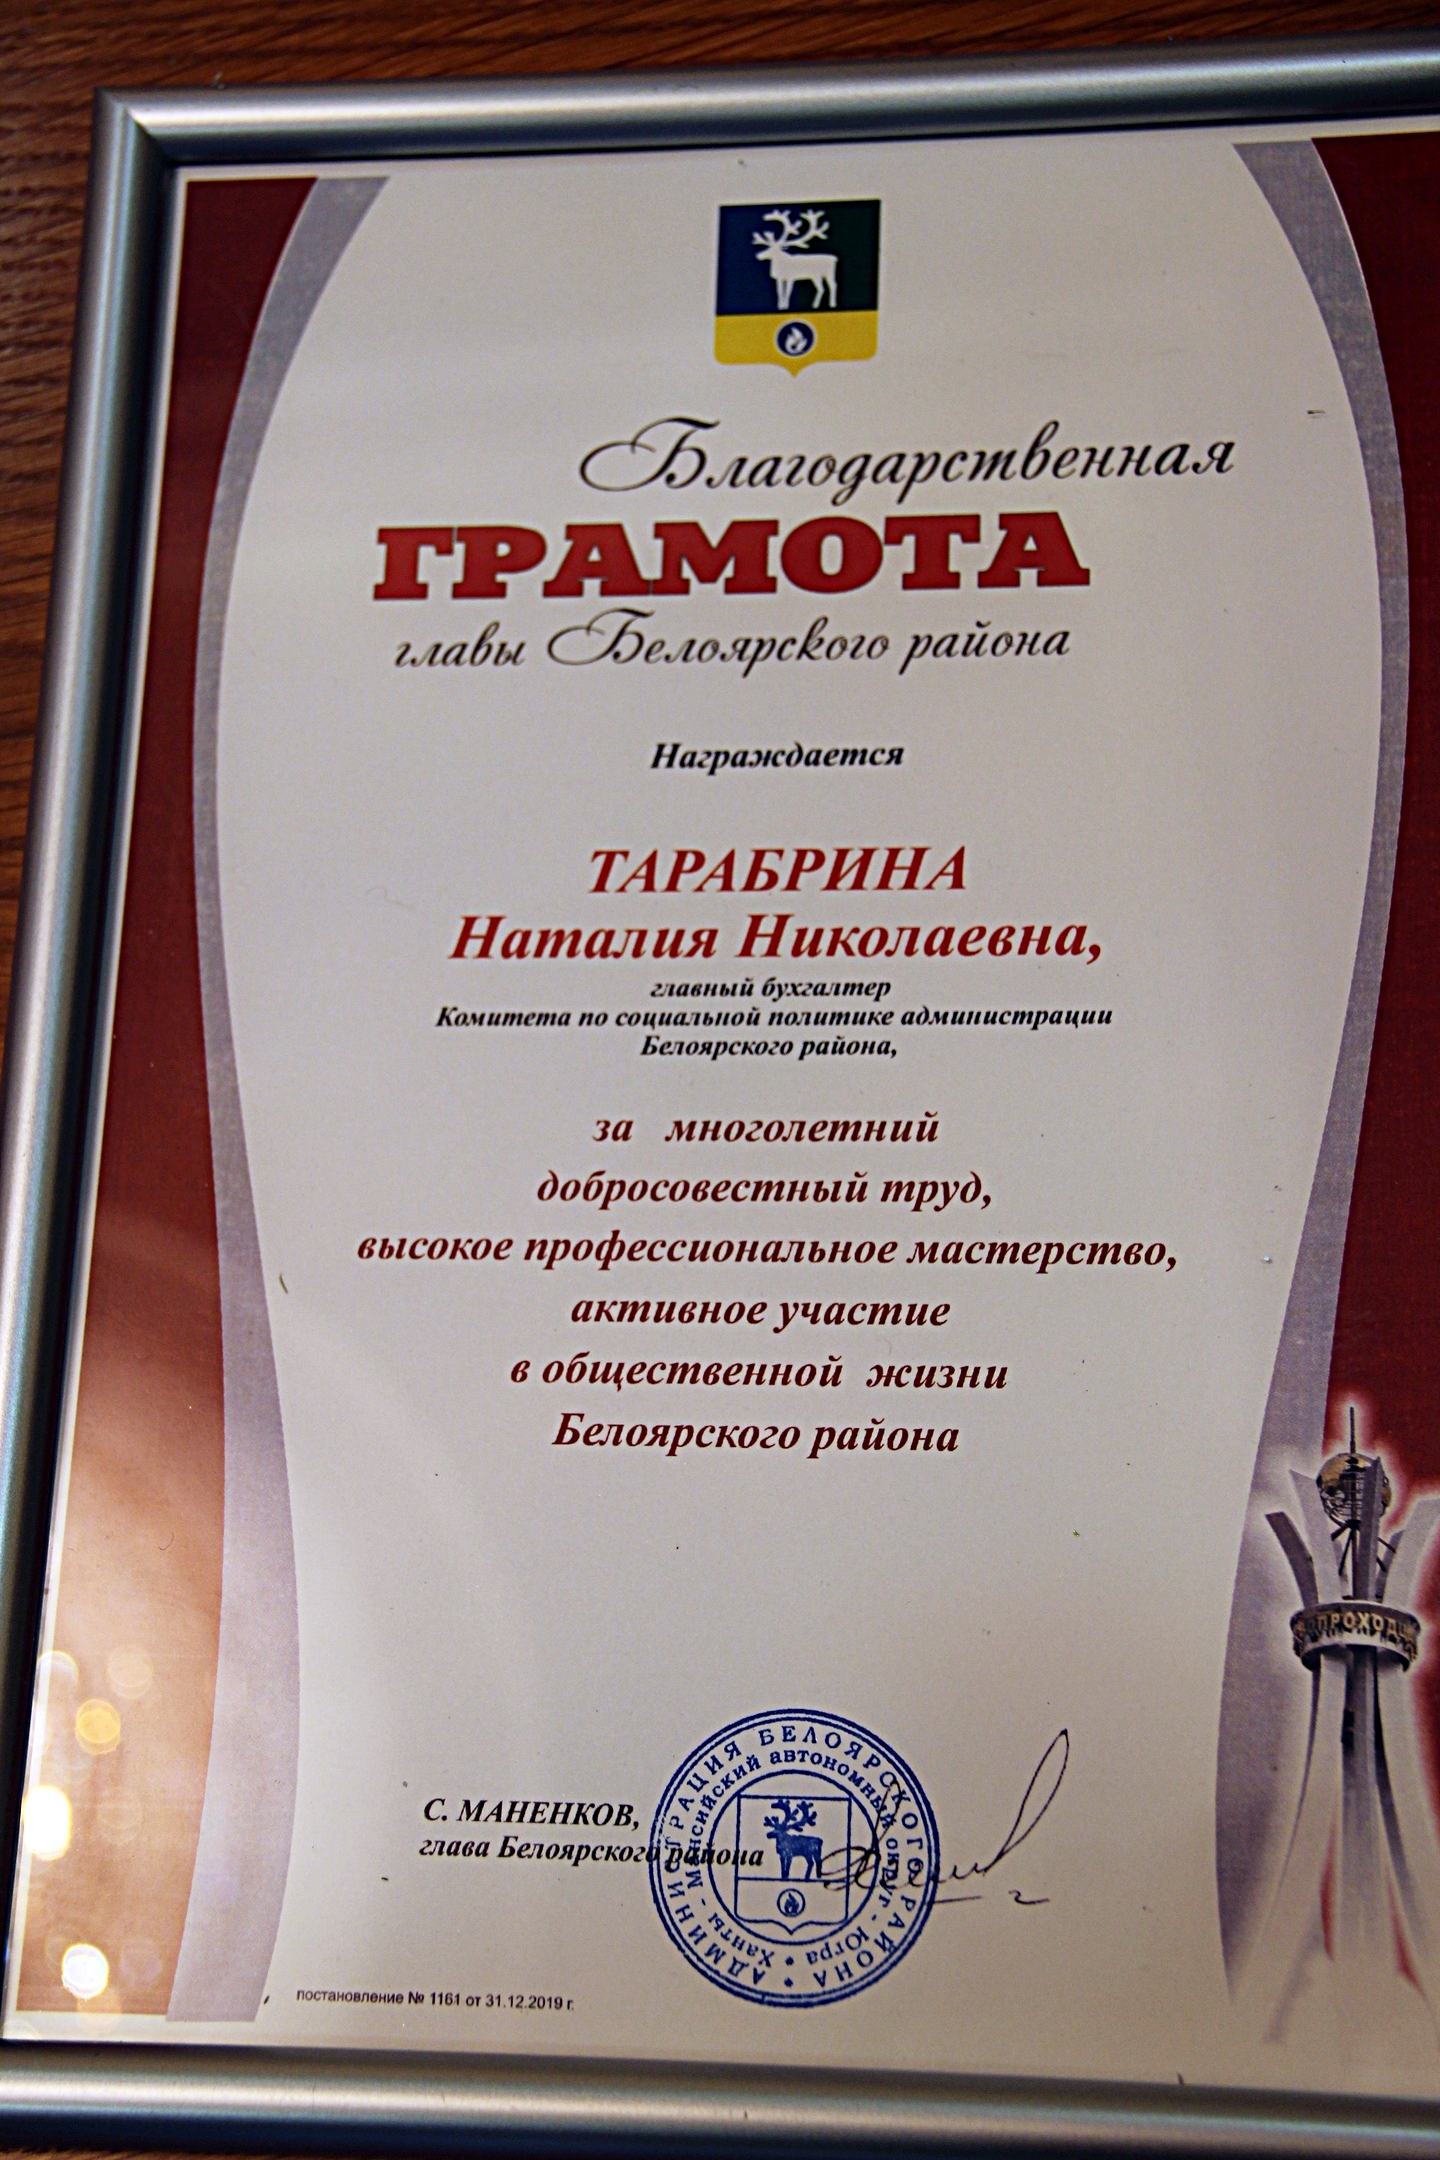 Благодарственная
ГРАМОТА
главы Белоярского района
Награждается
ТАРАБРИНА
Наталия Николаевна,
главный бухгалтер
Комитета по социальной политике администрации
Белоярского района,
за многолетний
добросовестный труд,
высокое профессиональное мастерство,
активное участие
в общественной жизни
Белоярского района
С. МАНЕНКОВ,
глава Белоярского района
АДМИНИСТРАЦИЯ БЕЛОЯРСКОГО РАЙОНА
Ханты - Мансийский автономный округ - Югра
постановление № 1161 от 31.12.2019 г.